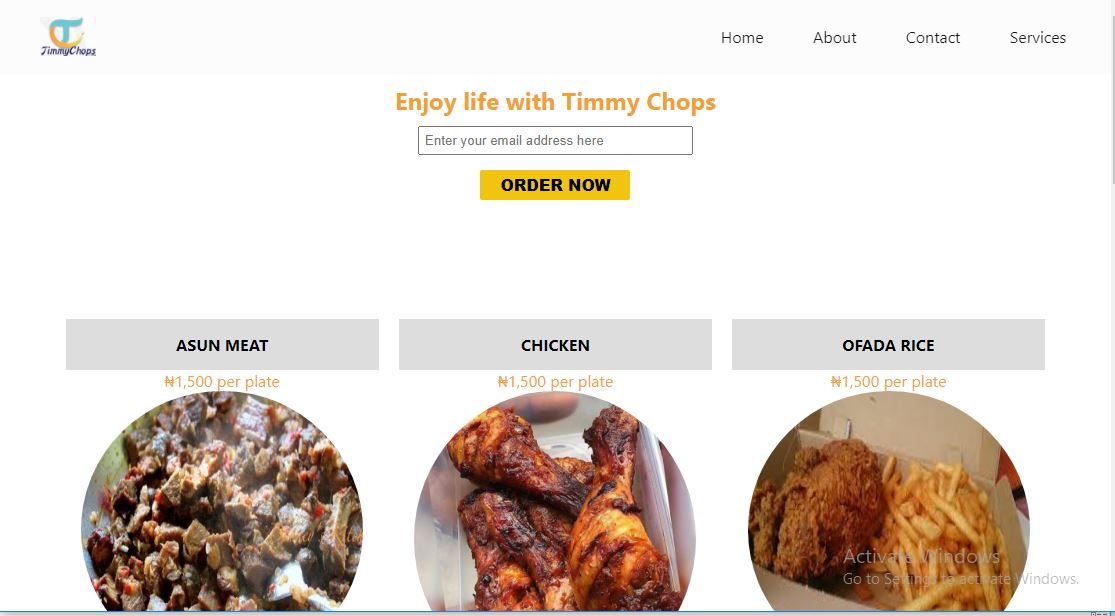 TimmyChops
Home About Contact Services
Enjoy life with Timmy Chops
Enter your email address here
ORDER NOW
ASUN MEAT CHICKEN OFADA RICE
₦1,500 per plate ₦1,500 per plate ₦1,500 per plate
Activate Windows
Go to Settings to activate Windows.